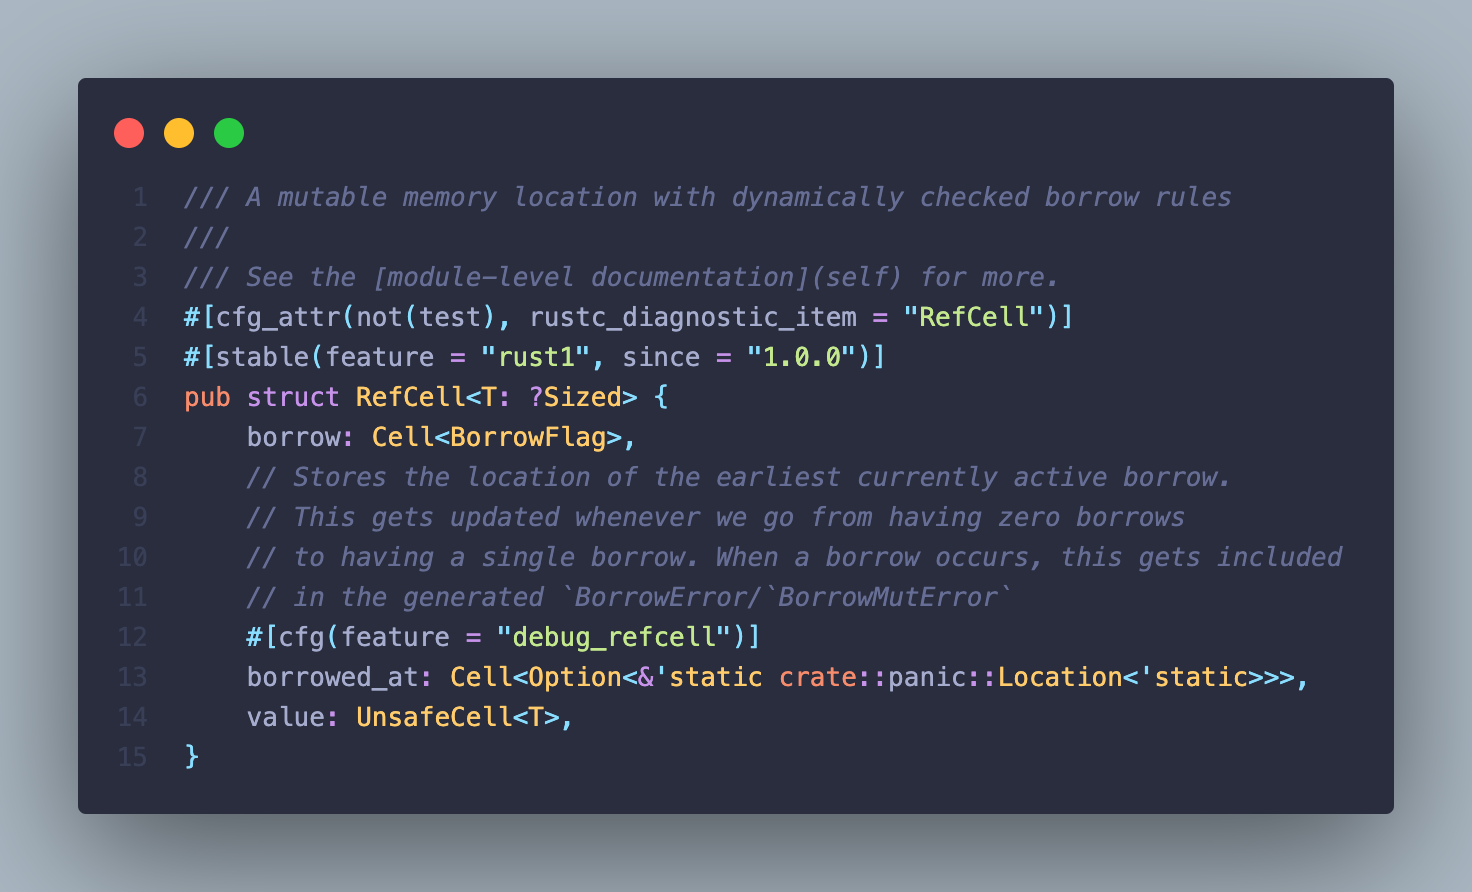 1 /// A mutable memory location with dynamically checked borrow rules
2 ///
3 /// See the [module-level documentation](self) for more.
4 #[cfg_attr(not(test), rustc_diagnostic_item = "RefCell")]
5 #[stable(feature = "rust1", since = "1.0.0")]
6 pub struct RefCell<T: ?Sized> {
7     borrow: Cell<BorrowFlag>,
8     // Stores the location of the earliest currently active borrow.
9     // This gets updated whenever we go from having zero borrows
10     // to having a single borrow. When a borrow occurs, this gets included
11     // in the generated `BorrowError/`BorrowMutError`
12     #[cfg(feature = "debug_refcell")]
13     borrowed_at: Cell<Option<&'static crate::panic::Location<'static>>>,
14     value: UnsafeCell<T>,
15 }